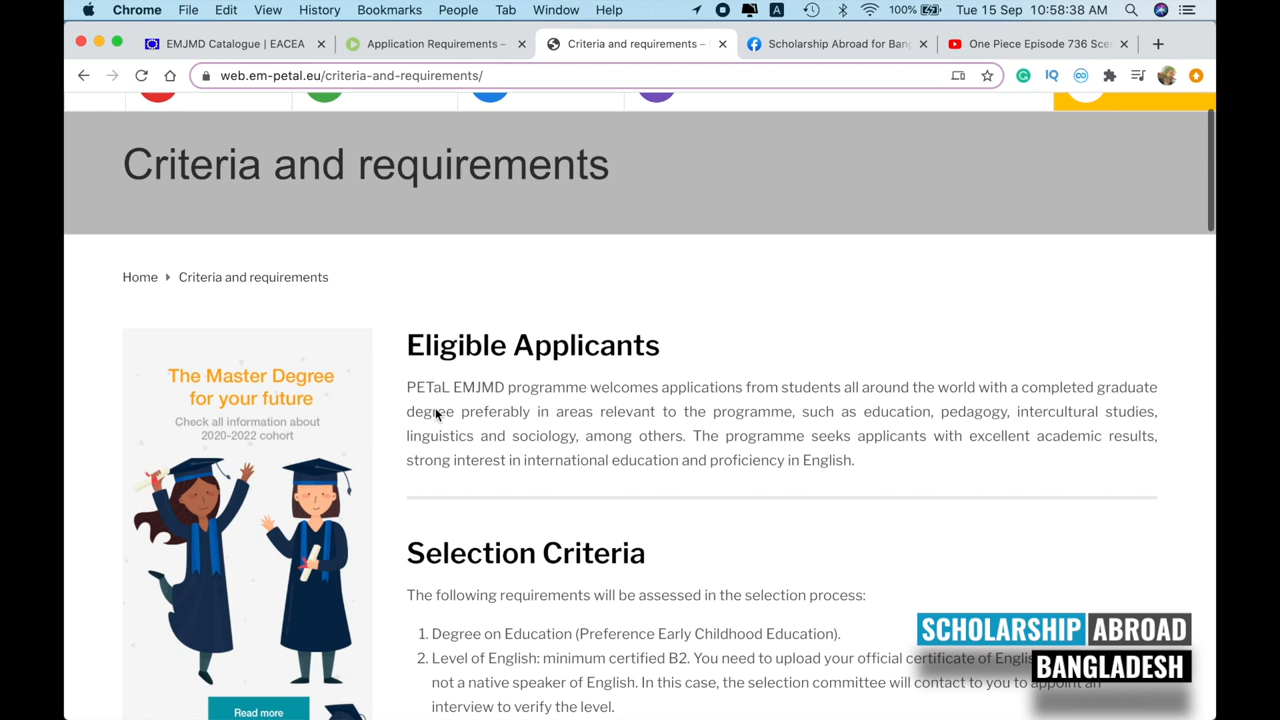 Chrome File Edit View History Bookmarks People Tab Window Help 100% Tue 15 Sep 10:58:38 AM
EMJMD Catalogue | EACEA Application Requirements – Criteria and requirements – Scholarship Abroad for Bang One Piece Episode 736 Scen
web.em-petal.eu/criteria-and-requirements/
Criteria and requirements
Home Criteria and requirements
The Master Degree
for your future
Check all information about
2020-2022 cohort
Read more
Eligible Applicants
PETaL EMJMD programme welcomes applications from students all around the world with a completed graduate
degree preferably in areas relevant to the programme, such as education, pedagogy, intercultural studies,
linguistics and sociology, among others. The programme seeks applicants with excellent academic results,
strong interest in international education and proficiency in English.
Selection Criteria
The following requirements will be assessed in the selection process:
1. Degree on Education (Preference Early Childhood Education).
2. Level of English: minimum certified B2. You need to upload your official certificate of English
not a native speaker of English. In this case, the selection committee will contact to you to appoint an
interview to verify the level.
SCHOLARSHIP ABROAD
BANGLADESH